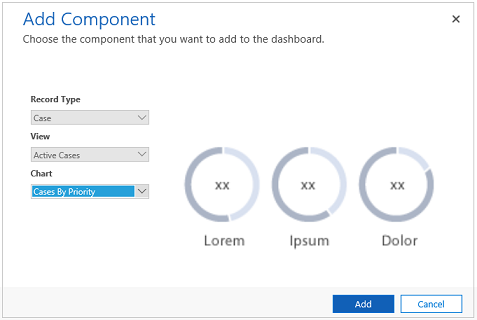 Add Component
Choose the component that you want to add to the dashboard.
Record Type
Case
View
Active Cases
Chart
Cases By Priority
xx xx xx
Lorem Ipsum Dolor
Add Cancel